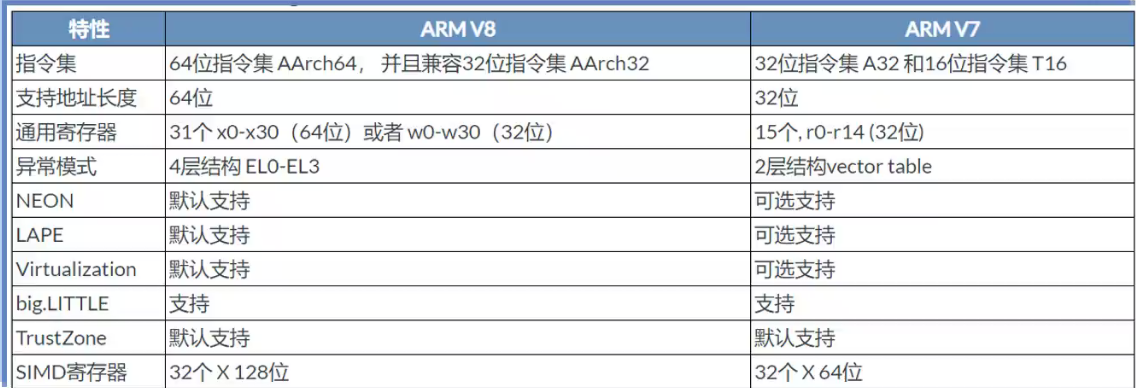 特性 ARM V8 ARM V7
指令集 64位指令集 AArch64， 并且兼容32位指令集 AArch32 32位指令集 A32 和16位指令集 T16
支持地址长度 64位 32位
通用寄存器 31个 x0-x30（64位）或者 w0-w30（32位） 15个, r0-r14 (32位)
异常模式 4层结构 EL0-EL3 2层结构vector table
NEON 默认支持 可选支持
LAPE 默认支持 可选支持
Virtualization 默认支持 可选支持
big.LITTLE 支持 支持
TrustZone 默认支持 默认支持
SIMD寄存器 32个 X 128位 32个 X 64位